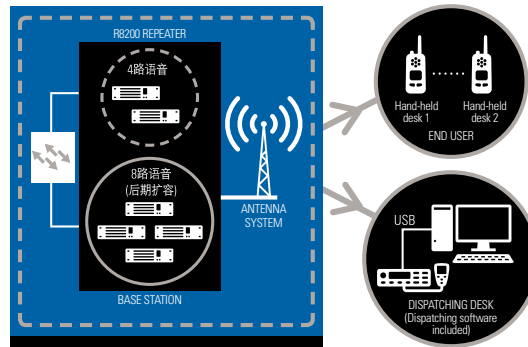 R8200 REPEATER
4路语音
8路语音
(后期扩容)
BASE STATION
ANTENNA
SYSTEM
Hand-held
desk 1
Hand-held
desk 2
END USER
USB
DISPATCHING DESK
(Dispatching software
included)